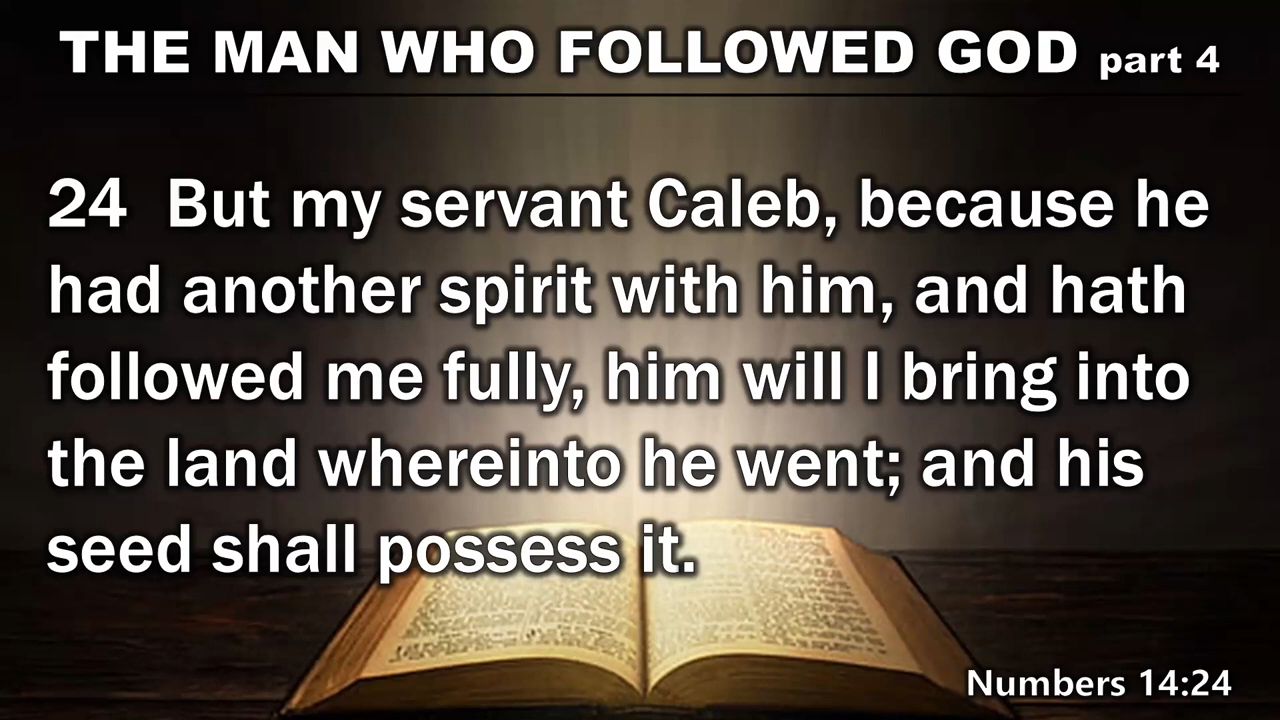 THE MAN WHO FOLLOWED GOD part 4
24 But my servant Caleb, because he
had another spirit with him, and hath
followed me fully, him will I bring into
the land whereinto he went; and his
seed shall possess it.
Numbers 14:24